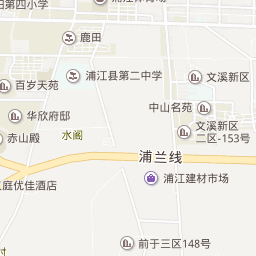 阳第四小学
鹿田
浦江县第二中学
文溪新区
百岁天苑
中山名苑
华欣府邸
水阁
文溪新区
二区-153号
赤山殿
浦兰线
浦江建材市场
庭优佳酒店
前于三区148号
村